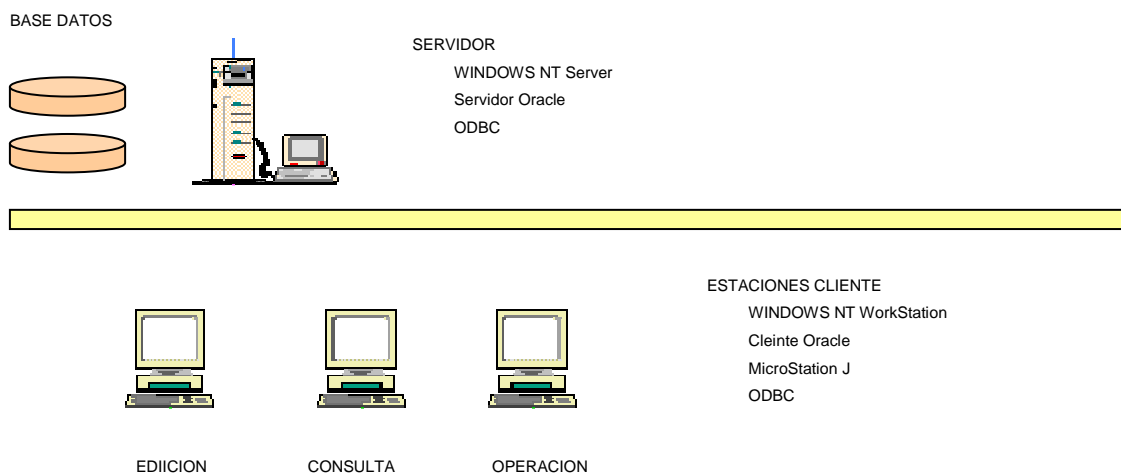 BASE DATOS
SERVIDOR
WINDOWS NT Server
Servidor Oracle
ODBC
ESTACIONES CLIENTE
WINDOWS NT WorkStation
Cleinte Oracle
MicroStation J
ODBC
EDIICION
CONSULTA
OPERACION